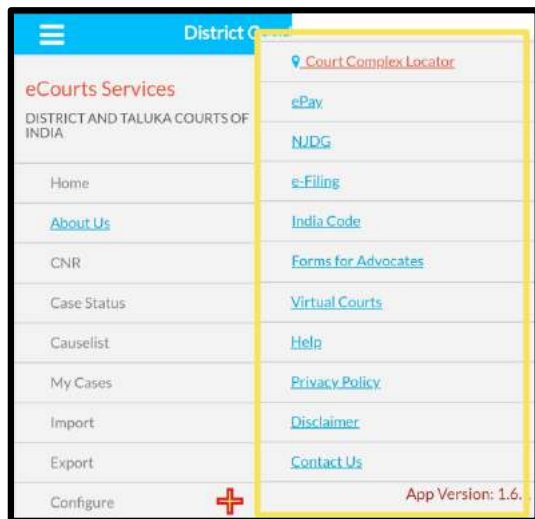 District
eCourts Services
DISTRICT AND TALUKA COURTS OF
INDIA
Home
About Us
CNR
Case Status
Causelist
My Cases
Import
Export
Configure
Court Complex Locator
ePay
NJDG
e-Filing
India Code
Forms for Advocates
Virtual Courts
Help
Privacy Policy
Disclaimer
Contact Us
App Version: 1.6.